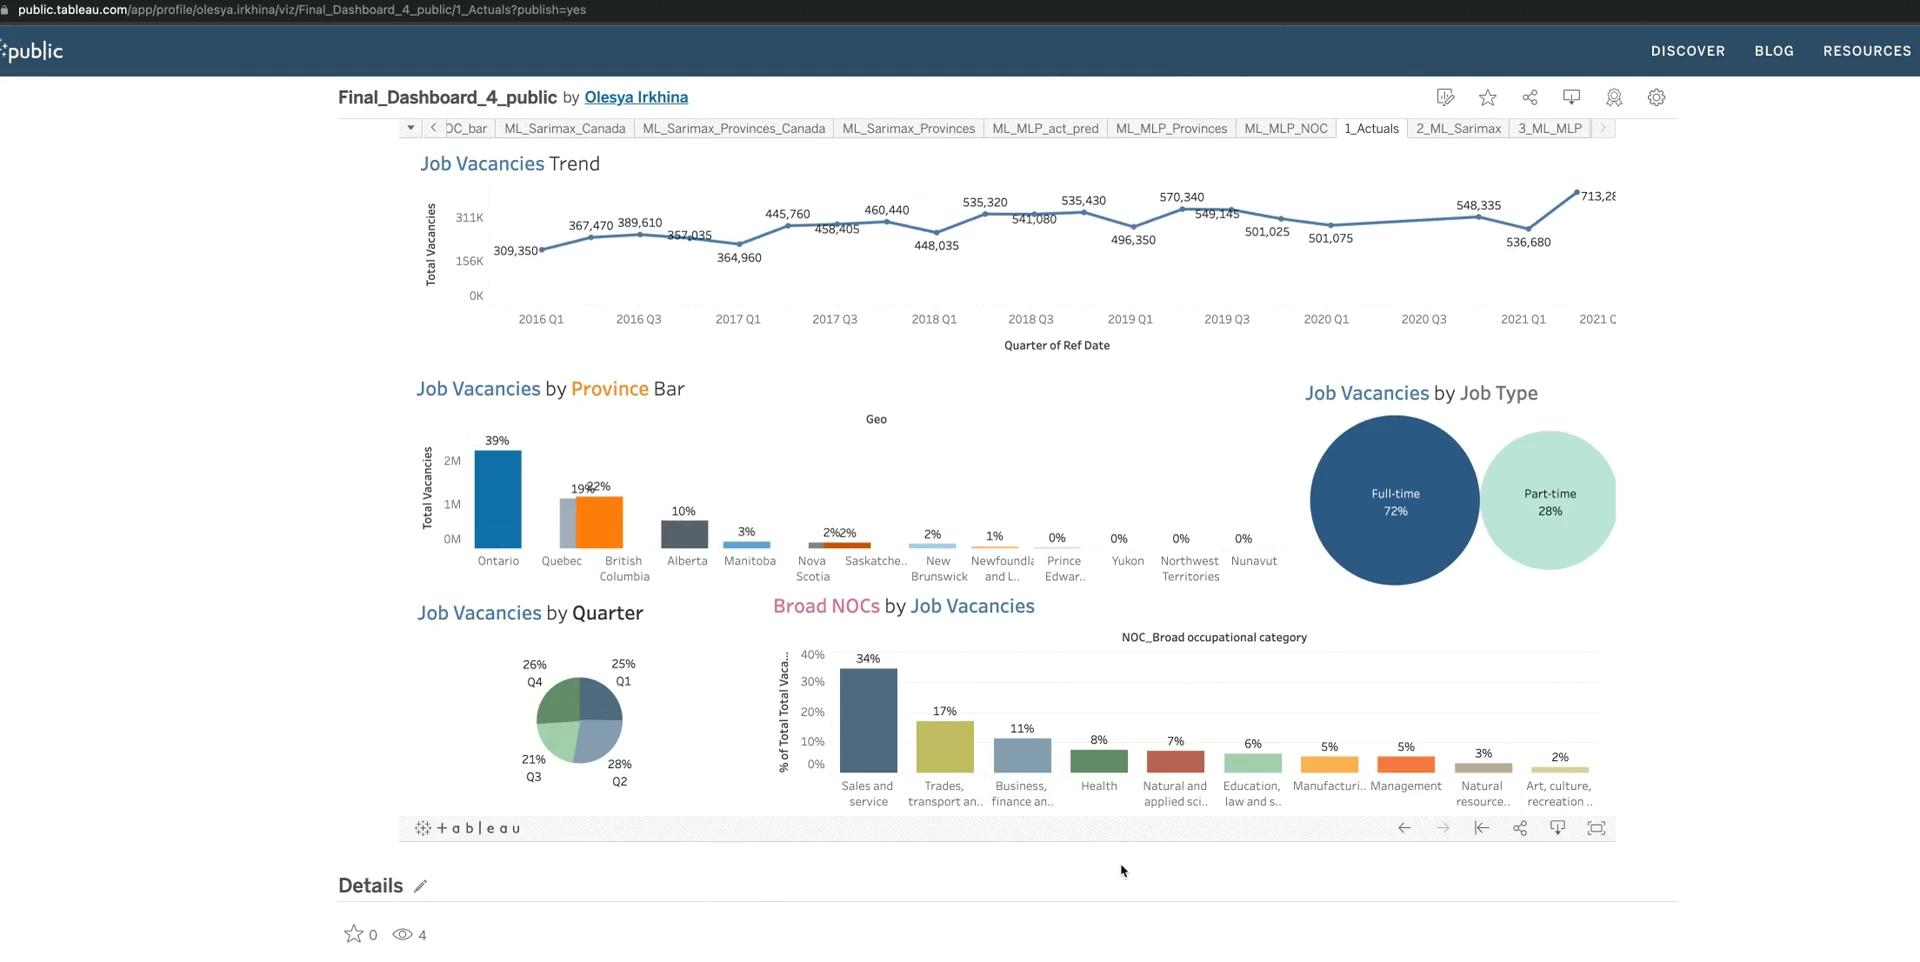 public.tableau.com/app/profile/olesya.irkhina/viz/Final_Dashboard_4_public/1_Actuals?publish=yes
public
DISCOVER BLOG RESOURCES
Final_Dashboard_4_public by Olesya Irkhina
OC_bar ML_Sarimax_Canada ML_Sarimax_Provinces_Canada ML_Sarimax_Provinces ML_MLP_act_pred ML_MLP_Provinces ML_MLP_NOC 1_Actuals 2_ML_Sarimax 3_ML_MLP
Job Vacancies Trend
Total Vacancies
311K
156K
0K
309,350 367,470 389,610 357,035 364,960 445,760 458,405 460,440 448,035 535,320 541,080 535,430 496,350 570,340 549,145 501,025 501,075 548,335 536,680 713,28
2016 Q1 2016 Q3 2017 Q1 2017 Q3 2018 Q1 2018 Q3 2019 Q1 2019 Q3 2020 Q1 2020 Q3 2021 Q1 2021 Q
Quarter of Ref Date
Job Vacancies by Province Bar
Geo
Total Vacancies
2M
1M
0M
39% 19% 22% 10% 3% 2% 2% 2% 1% 0% 0% 0% 0%
Ontario Quebec British Columbia Alberta Manitoba Nova Scotia Saskatche.. New Brunswick Newfoundla and L.. Prince Edwar.. Yukon Northwest Territories Nunavut
Job Vacancies by Job Type
Full-time
72%
Part-time
28%
Job Vacancies by Quarter
26%
Q4
25%
Q1
21%
Q3
28%
Q2
Broad NOCs by Job Vacancies
NOC_Broad occupational category
% of Total Total Vaca...
40%
30%
20%
10%
0%
34% 17% 11% 8% 7% 6% 5% 5% 3% 2%
Sales and service Trades, transport an.. Business, finance an.. Health Natural and applied sci.. Education, law and s.. Manufacturi.. Management Natural resource.. Art, culture, recreation ..
+ a b l e a u
Details
0 4